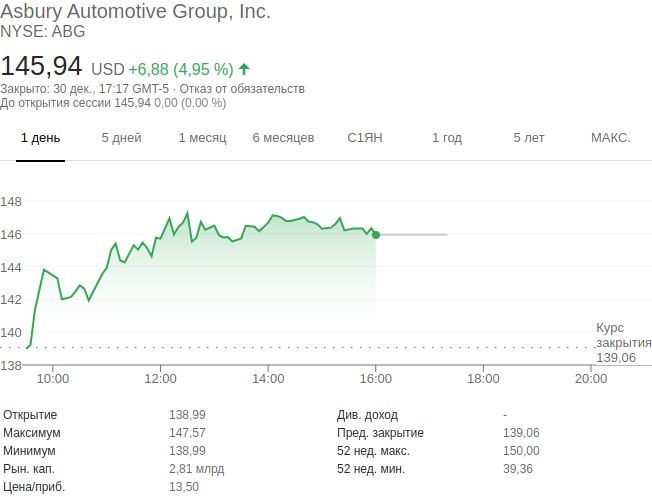 Asbury Automotive Group, Inc.
NYSE: ABG
145,94 USD +6,88 (4,95 %)
Закрыто: 30 дек., 17:17 GMT-5 · Отказ от обязательств
До открытия сессии 145,94 0,00 (0,00 %)
1 день 5 дней 1 месяц 6 месяцев С1ЯН 1 год 5 лет МАКС.
148
146
144
142
140
Курс
закрытия
139,06
138
10:00 12:00 14:00 16:00 18:00 20:00
Открытие 138,99 Див. доход -
Максимум 147,57 Пред. закрытие 139,06
Минимум 138,99 52 нед. макс. 150,00
Рын. кап. 2,81 млрд 52 нед. мин. 39,36
Цена/приб. 13,50